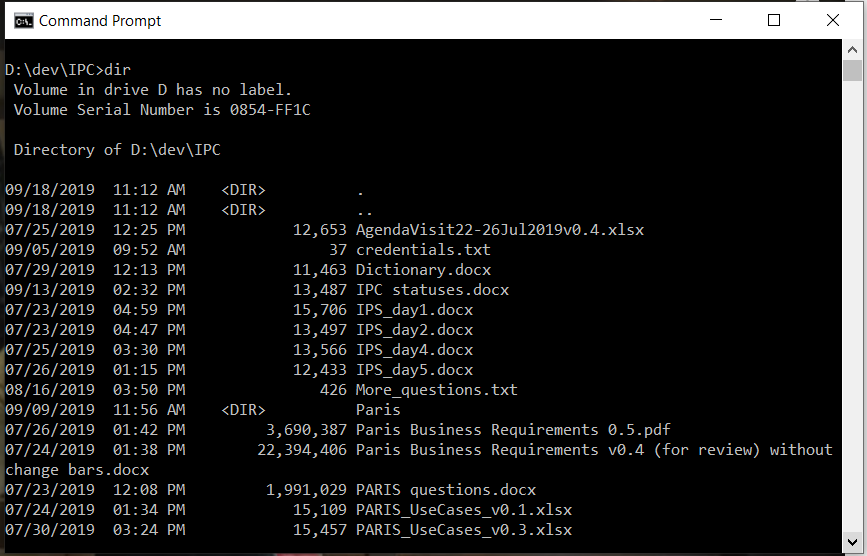 Command Prompt
D:\dev\IPC>dir
Volume in drive D has no label.
Volume Serial Number is 0854-FF1C
Directory of D:\dev\IPC
09/18/2019  11:12 AM    <DIR>          .
09/18/2019  11:12 AM    <DIR>          ..
07/25/2019  12:25 PM            12,653 AgendaVisit22-26Jul2019v0.4.xlsx
09/05/2019  09:52 AM                37 credentials.txt
07/29/2019  12:13 PM            11,463 Dictionary.docx
09/13/2019  02:32 PM            13,487 IPC statuses.docx
07/23/2019  04:59 PM            15,706 IPS_day1.docx
07/23/2019  04:47 PM            13,497 IPS_day2.docx
07/25/2019  03:30 PM            13,566 IPS_day4.docx
07/26/2019  01:15 PM            12,433 IPS_day5.docx
08/16/2019  03:50 PM               426 More_questions.txt
09/09/2019  11:56 AM    <DIR>          Paris
07/26/2019  01:42 PM         3,690,387 Paris Business Requirements 0.5.pdf
07/24/2019  01:38 PM        22,394,406 Paris Business Requirements v0.4 (for review) without
change bars.docx
07/23/2019  12:08 PM         1,991,029 PARIS questions.docx
07/24/2019  01:34 PM            15,109 PARIS_UseCases_v0.1.xlsx
07/30/2019  03:24 PM            15,457 PARIS_UseCases_v0.3.xlsx